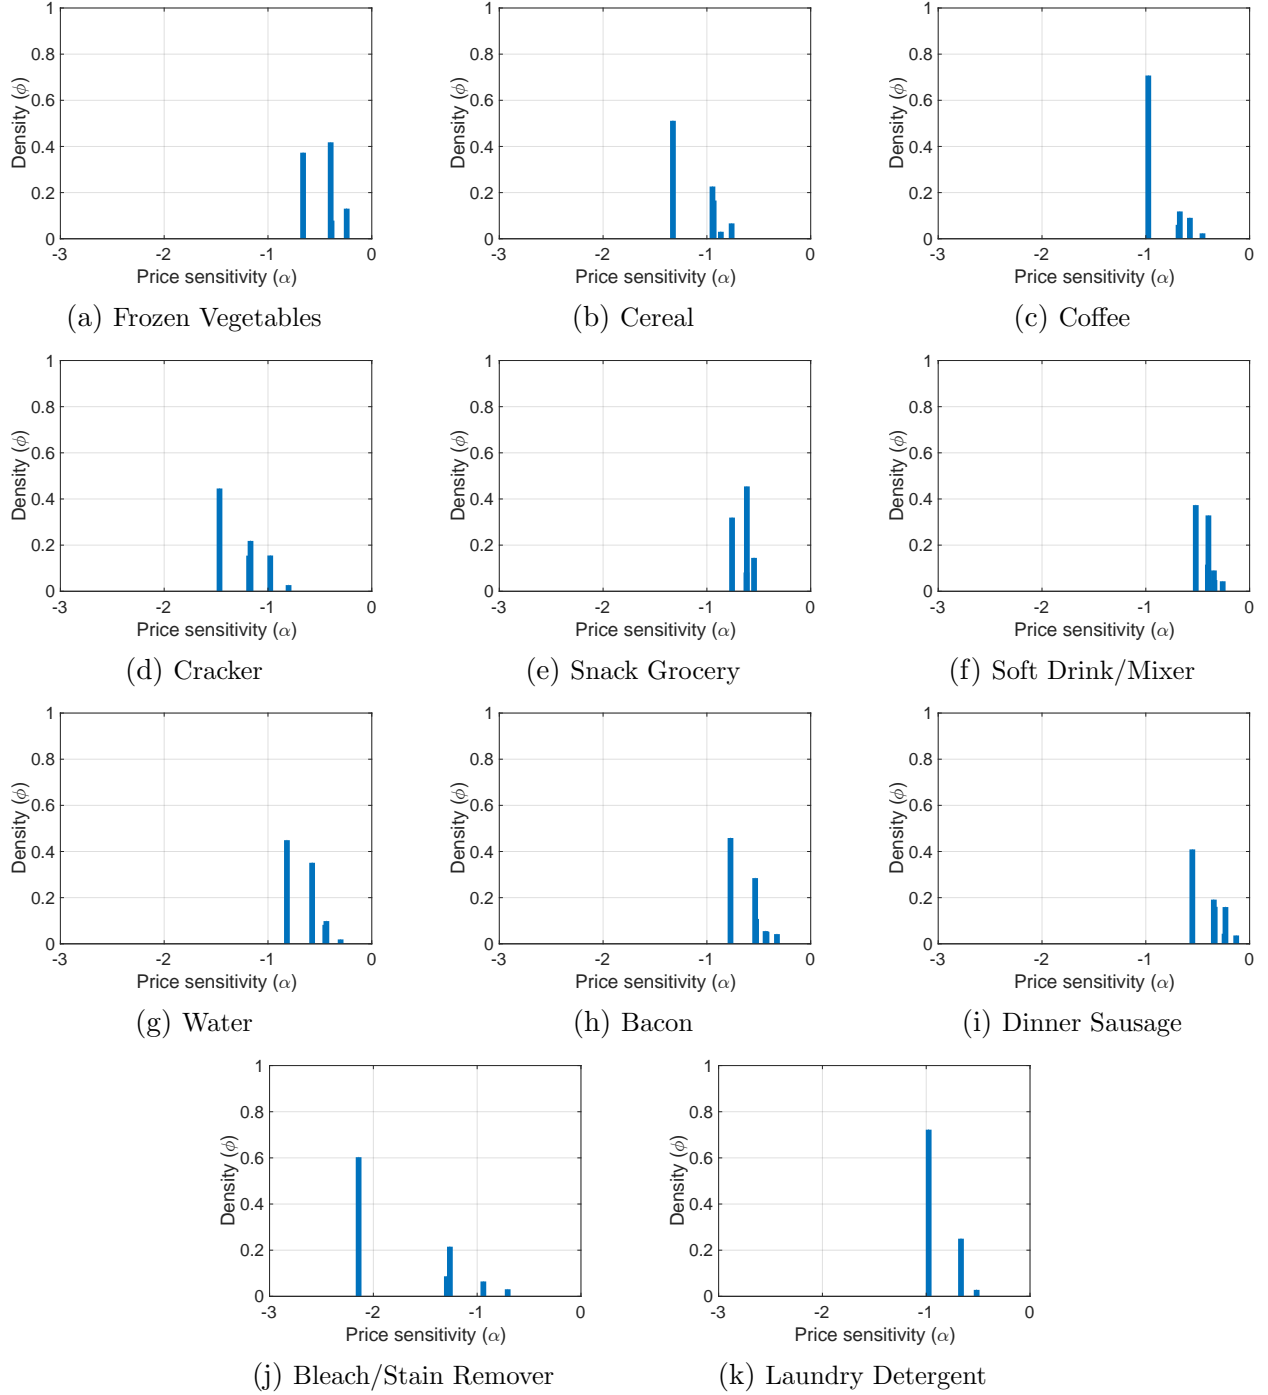 1 1 1
0.8 0.8 0.8
0.6 0.6 0.6
0.4 0.4 0.4
0.2 0.2 0.2
0 0 0
Density (ϕ) Density (ϕ) Density (ϕ)
-3 -2 -1 0 -3 -2 -1 0 -3 -2 -1 0
Price sensitivity (α) Price sensitivity (α) Price sensitivity (α)
(a) Frozen Vegetables (b) Cereal (c) Coffee
1 1 1
0.8 0.8 0.8
0.6 0.6 0.6
0.4 0.4 0.4
0.2 0.2 0.2
0 0 0
Density (ϕ) Density (ϕ) Density (ϕ)
-3 -2 -1 0 -3 -2 -1 0 -3 -2 -1 0
Price sensitivity (α) Price sensitivity (α) Price sensitivity (α)
(d) Cracker (e) Snack Grocery (f) Soft Drink/Mixer
1 1 1
0.8 0.8 0.8
0.6 0.6 0.6
0.4 0.4 0.4
0.2 0.2 0.2
0 0 0
Density (ϕ) Density (ϕ) Density (ϕ)
-3 -2 -1 0 -3 -2 -1 0 -3 -2 -1 0
Price sensitivity (α) Price sensitivity (α) Price sensitivity (α)
(g) Water (h) Bacon (i) Dinner Sausage
1 1
0.8 0.8
0.6 0.6
0.4 0.4
0.2 0.2
0 0
Density (ϕ) Density (ϕ)
-3 -2 -1 0 -3 -2 -1 0
Price sensitivity (α) Price sensitivity (α)
(j) Bleach/Stain Remover (k) Laundry Detergent